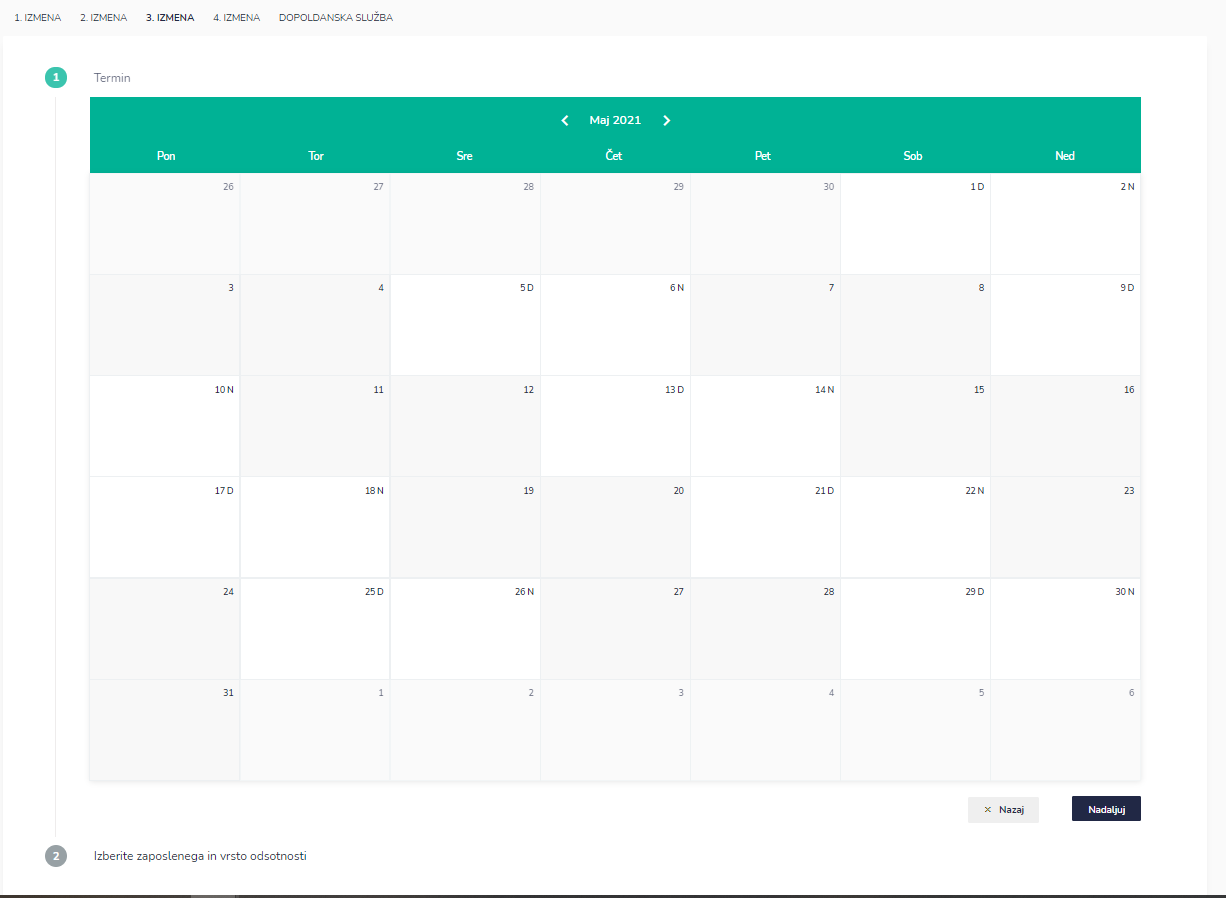 1. IZMENA 2. IZMENA 3. IZMENA 4. IZMENA DOPOLDANSKA SLUŽBA
1 Termin
Maj 2021
Pon Tor Sre Čet Pet Sob Ned
26 27 28 29 30 1 D 2 N
3 4 5 D 6 N 7 8 9 D
10 N 11 12 13 D 14 N 15 16
17 D 18 N 19 20 21 D 22 N 23
24 25 D 26 N 27 28 29 D 30 N
31 1 2 3 4 5 6
Nazaj Nadaljuj
2 Izberite zaposlenega in vrsto odsotnosti